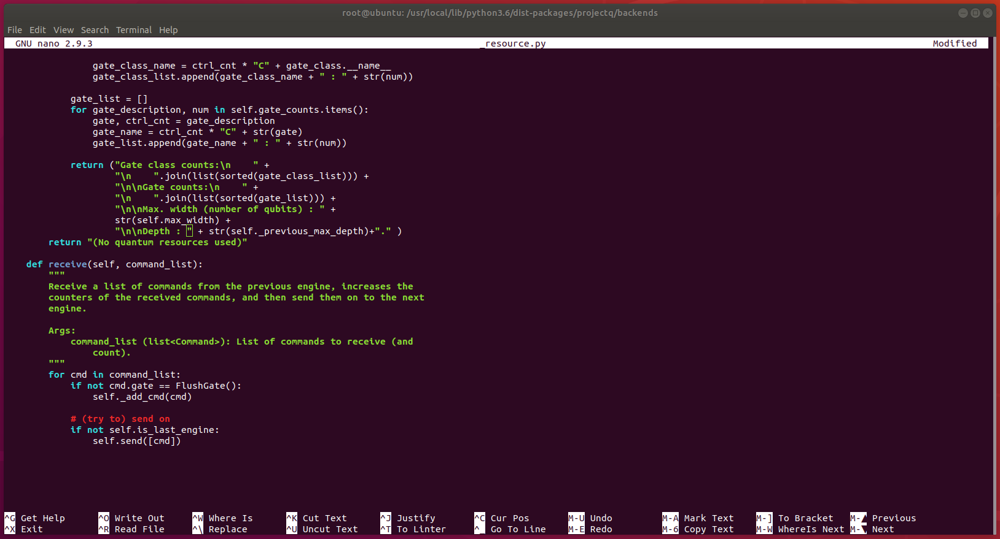 root@ubuntu: /usr/local/lib/python3.6/dist-packages/projectq/backends
File Edit View Search Terminal Help
GNU nano 2.9.3 _resource.py Modified
gate_class_name = ctrl_cnt * "C" + gate_class.__name__
gate_class_list.append(gate_class_name + " : " + str(num))
gate_list = []
for gate_description, num in self.gate_counts.items():
gate, ctrl_cnt = gate_description
gate_name = ctrl_cnt * "C" + str(gate)
gate_list.append(gate_name + " : " + str(num))
return ("Gate class counts:\n    " +
"\n    ".join(list(sorted(gate_class_list))) +
"\n\nGate counts:\n    " +
"\n    ".join(list(sorted(gate_list))) +
"\n\nMax. width (number of qubits) : " +
str(self.max_width) +
"\n\nDepth : " + str(self._previous_max_depth)+"." )
return "(No quantum resources used)"
def receive(self, command_list):
"""
Receive a list of commands from the previous engine, increases the
counters of the received commands, and then send them on to the next
engine.
Args:
command_list (list<Command>): List of commands to receive (and
count).
"""
for cmd in command_list:
if not cmd.gate == FlushGate():
self._add_cmd(cmd)
# (try to) send on
if not self.is_last_engine:
self.send([cmd])
^G Get Help ^O Write Out ^W Where Is ^K Cut Text ^J Justify ^C Cur Pos M-U Undo M-A Mark Text M-] To Bracket M-▲ Previous
^X Exit ^R Read File ^\ Replace ^U Uncut Text ^T To Linter ^_ Go To Line M-E Redo M-6 Copy Text M-W WhereIs Next M-▼ Next